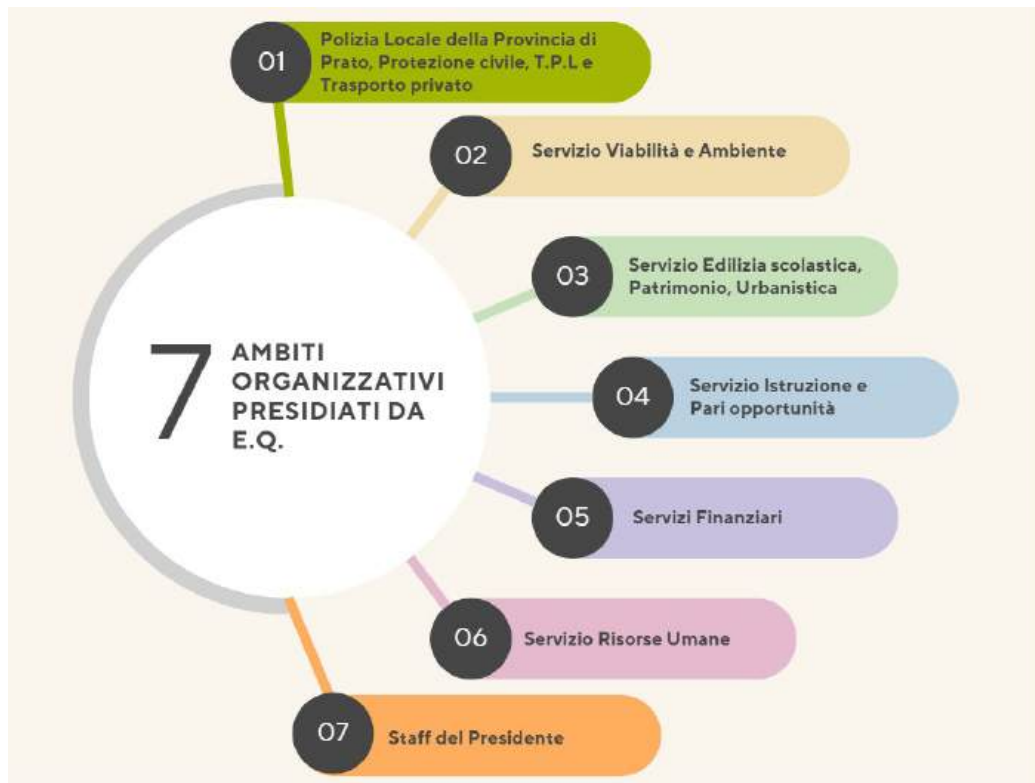 01
Polizia Locale della Provincia di
Prato, Protezione civile, T.P.L e
Trasporto privato
02
Servizio Viabilità e Ambiente
03
Servizio Edilizia scolastica,
Patrimonio, Urbanistica
7
AMBITI
ORGANIZZATIVI
PRESIDIATI DA
E.Q.
04
Servizio Istruzione e
Pari opportunità
05
Servizi Finanziari
06
Servizio Risorse Umane
07
Staff del Presidente